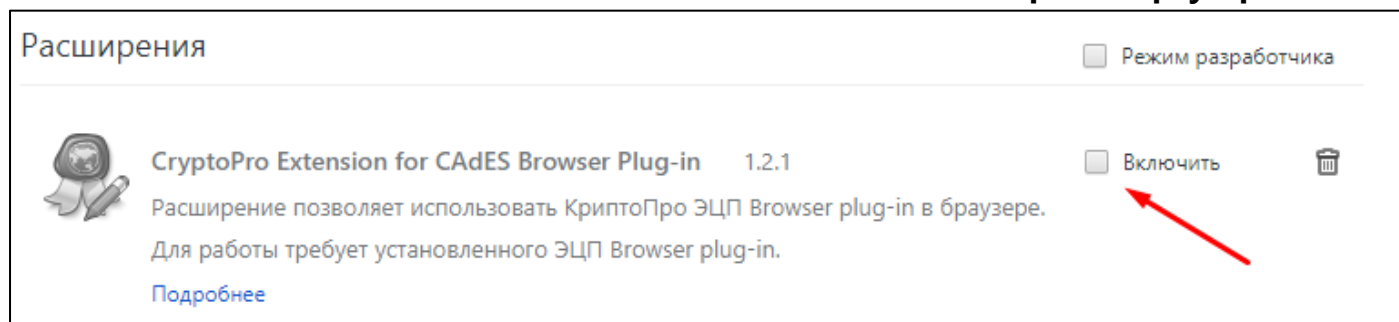 Расширения
Режим разработчика
CryptoPro Extension for CAdES Browser Plug-in 1.2.1
Включить
Расширение позволяет использовать КриптоПро ЭЦП Browser plug-in в браузере.
Для работы требует установленного ЭЦП Browser plug-in.
Подробнее